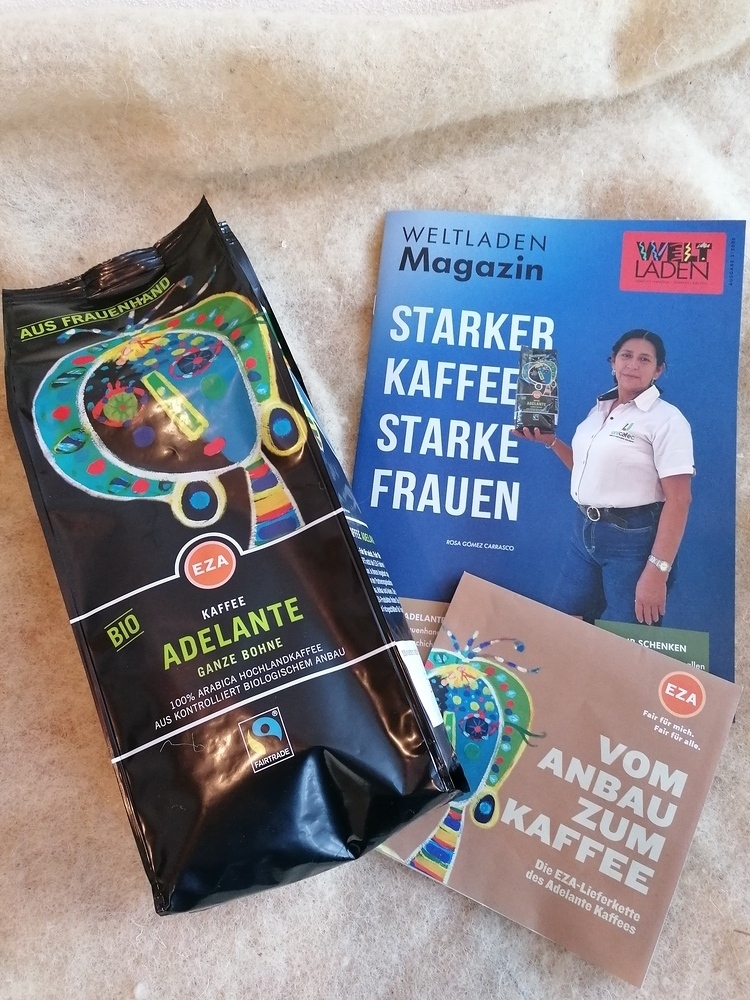 AUS FRAUENHAND
EZA
KAFFEE
BIO
ADELANTE
GANZE BOHNE
100% ARABICA HOCHLANDKAFFEE
AUS KONTROLLIERT BIOLOGISCHEM ANBAU
FAIRTRADE
WELTLADEN
Magazin
WELT
LADEN
STARKER
KAFFEE
STARKE
FRAUEN
ROSA GÓMEZ CARRASCO
SCHENKEN
EZA
Fair für mich.
Fair für alle.
VOM
ANBAU
ZUM
KAFFEE
Die EZA-Lieferkette
des Adelante Kaffees